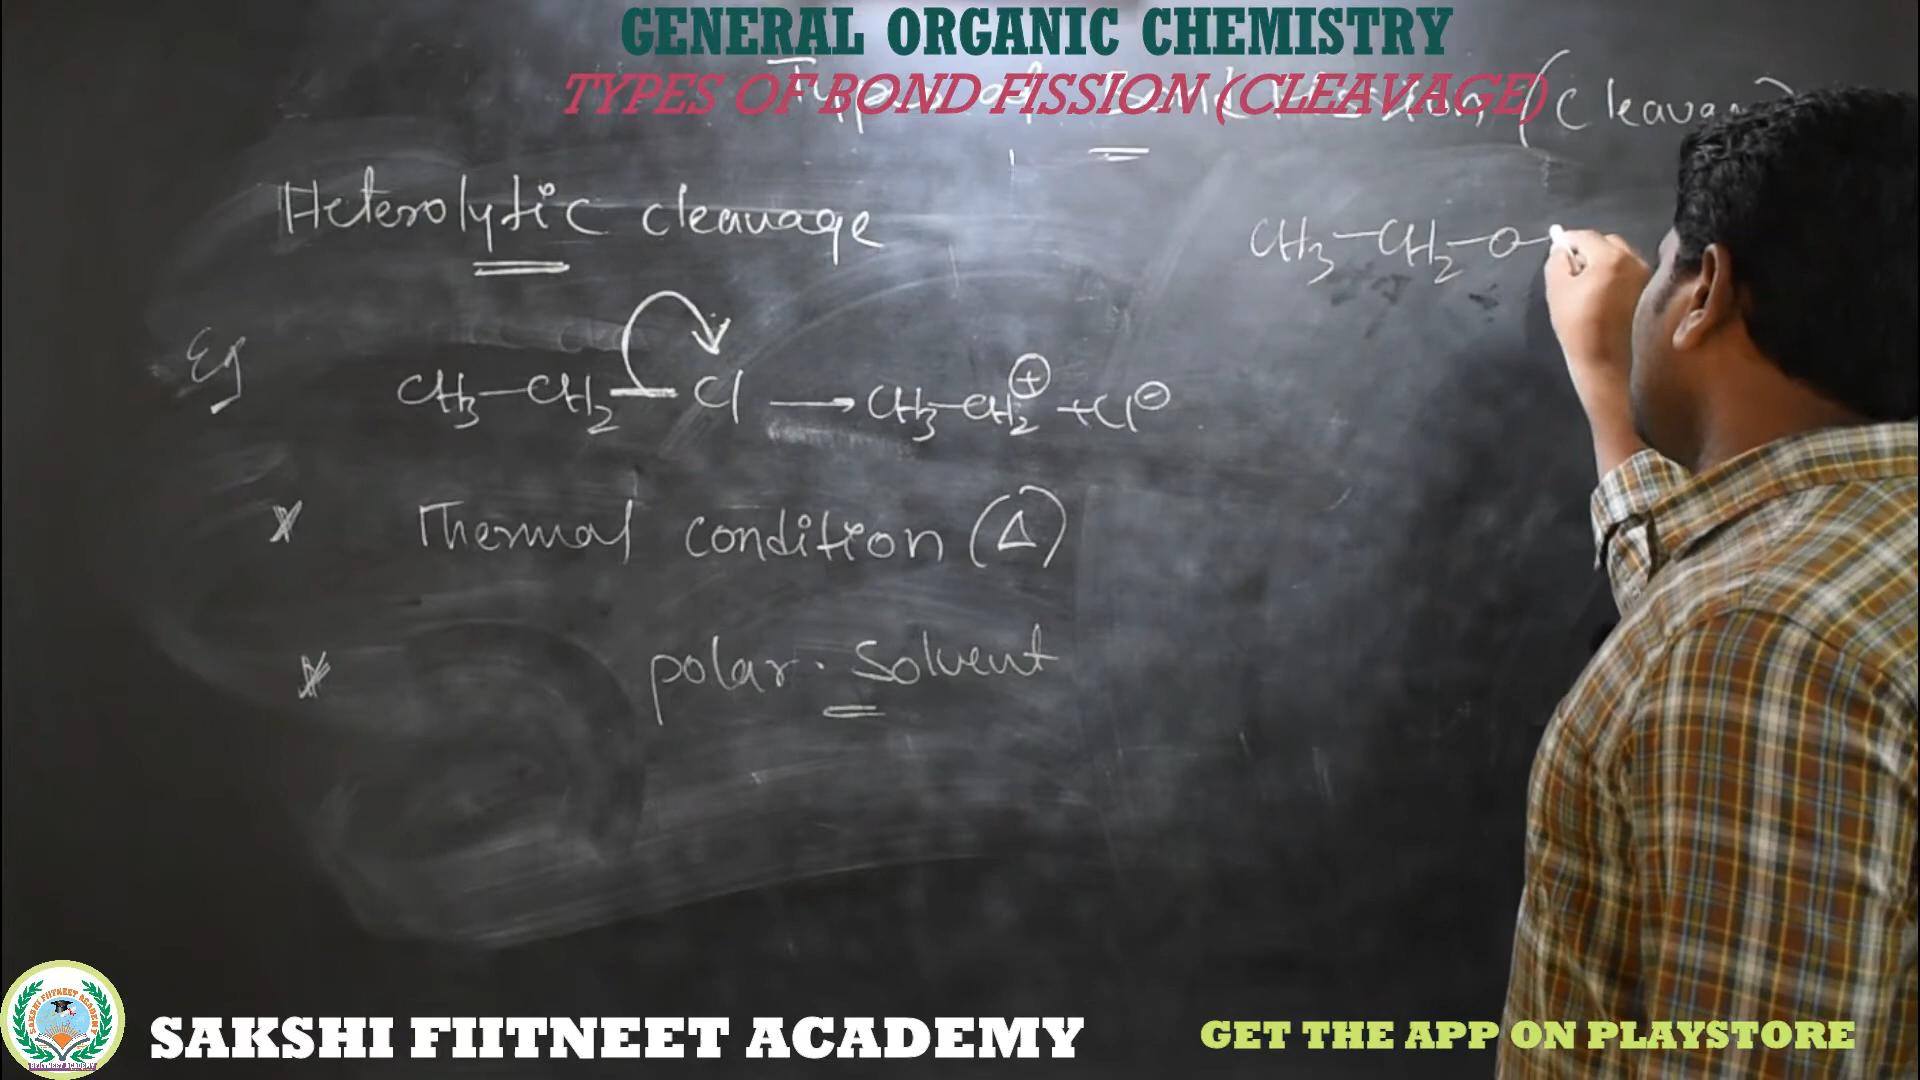 GENERAL ORGANIC CHEMISTRY
TYPES OF BOND FISSION (CLEAVAGE)
Heterolytic cleavage
CH3-CH2-O-
Eg CH3-CH2-Cl → CH3-CH2⊕ + Cl⊖
* Thermal condition (Δ)
* polar. Solvent
SAKSHI FIITNEET ACADEMY
GET THE APP ON PLAYSTORE